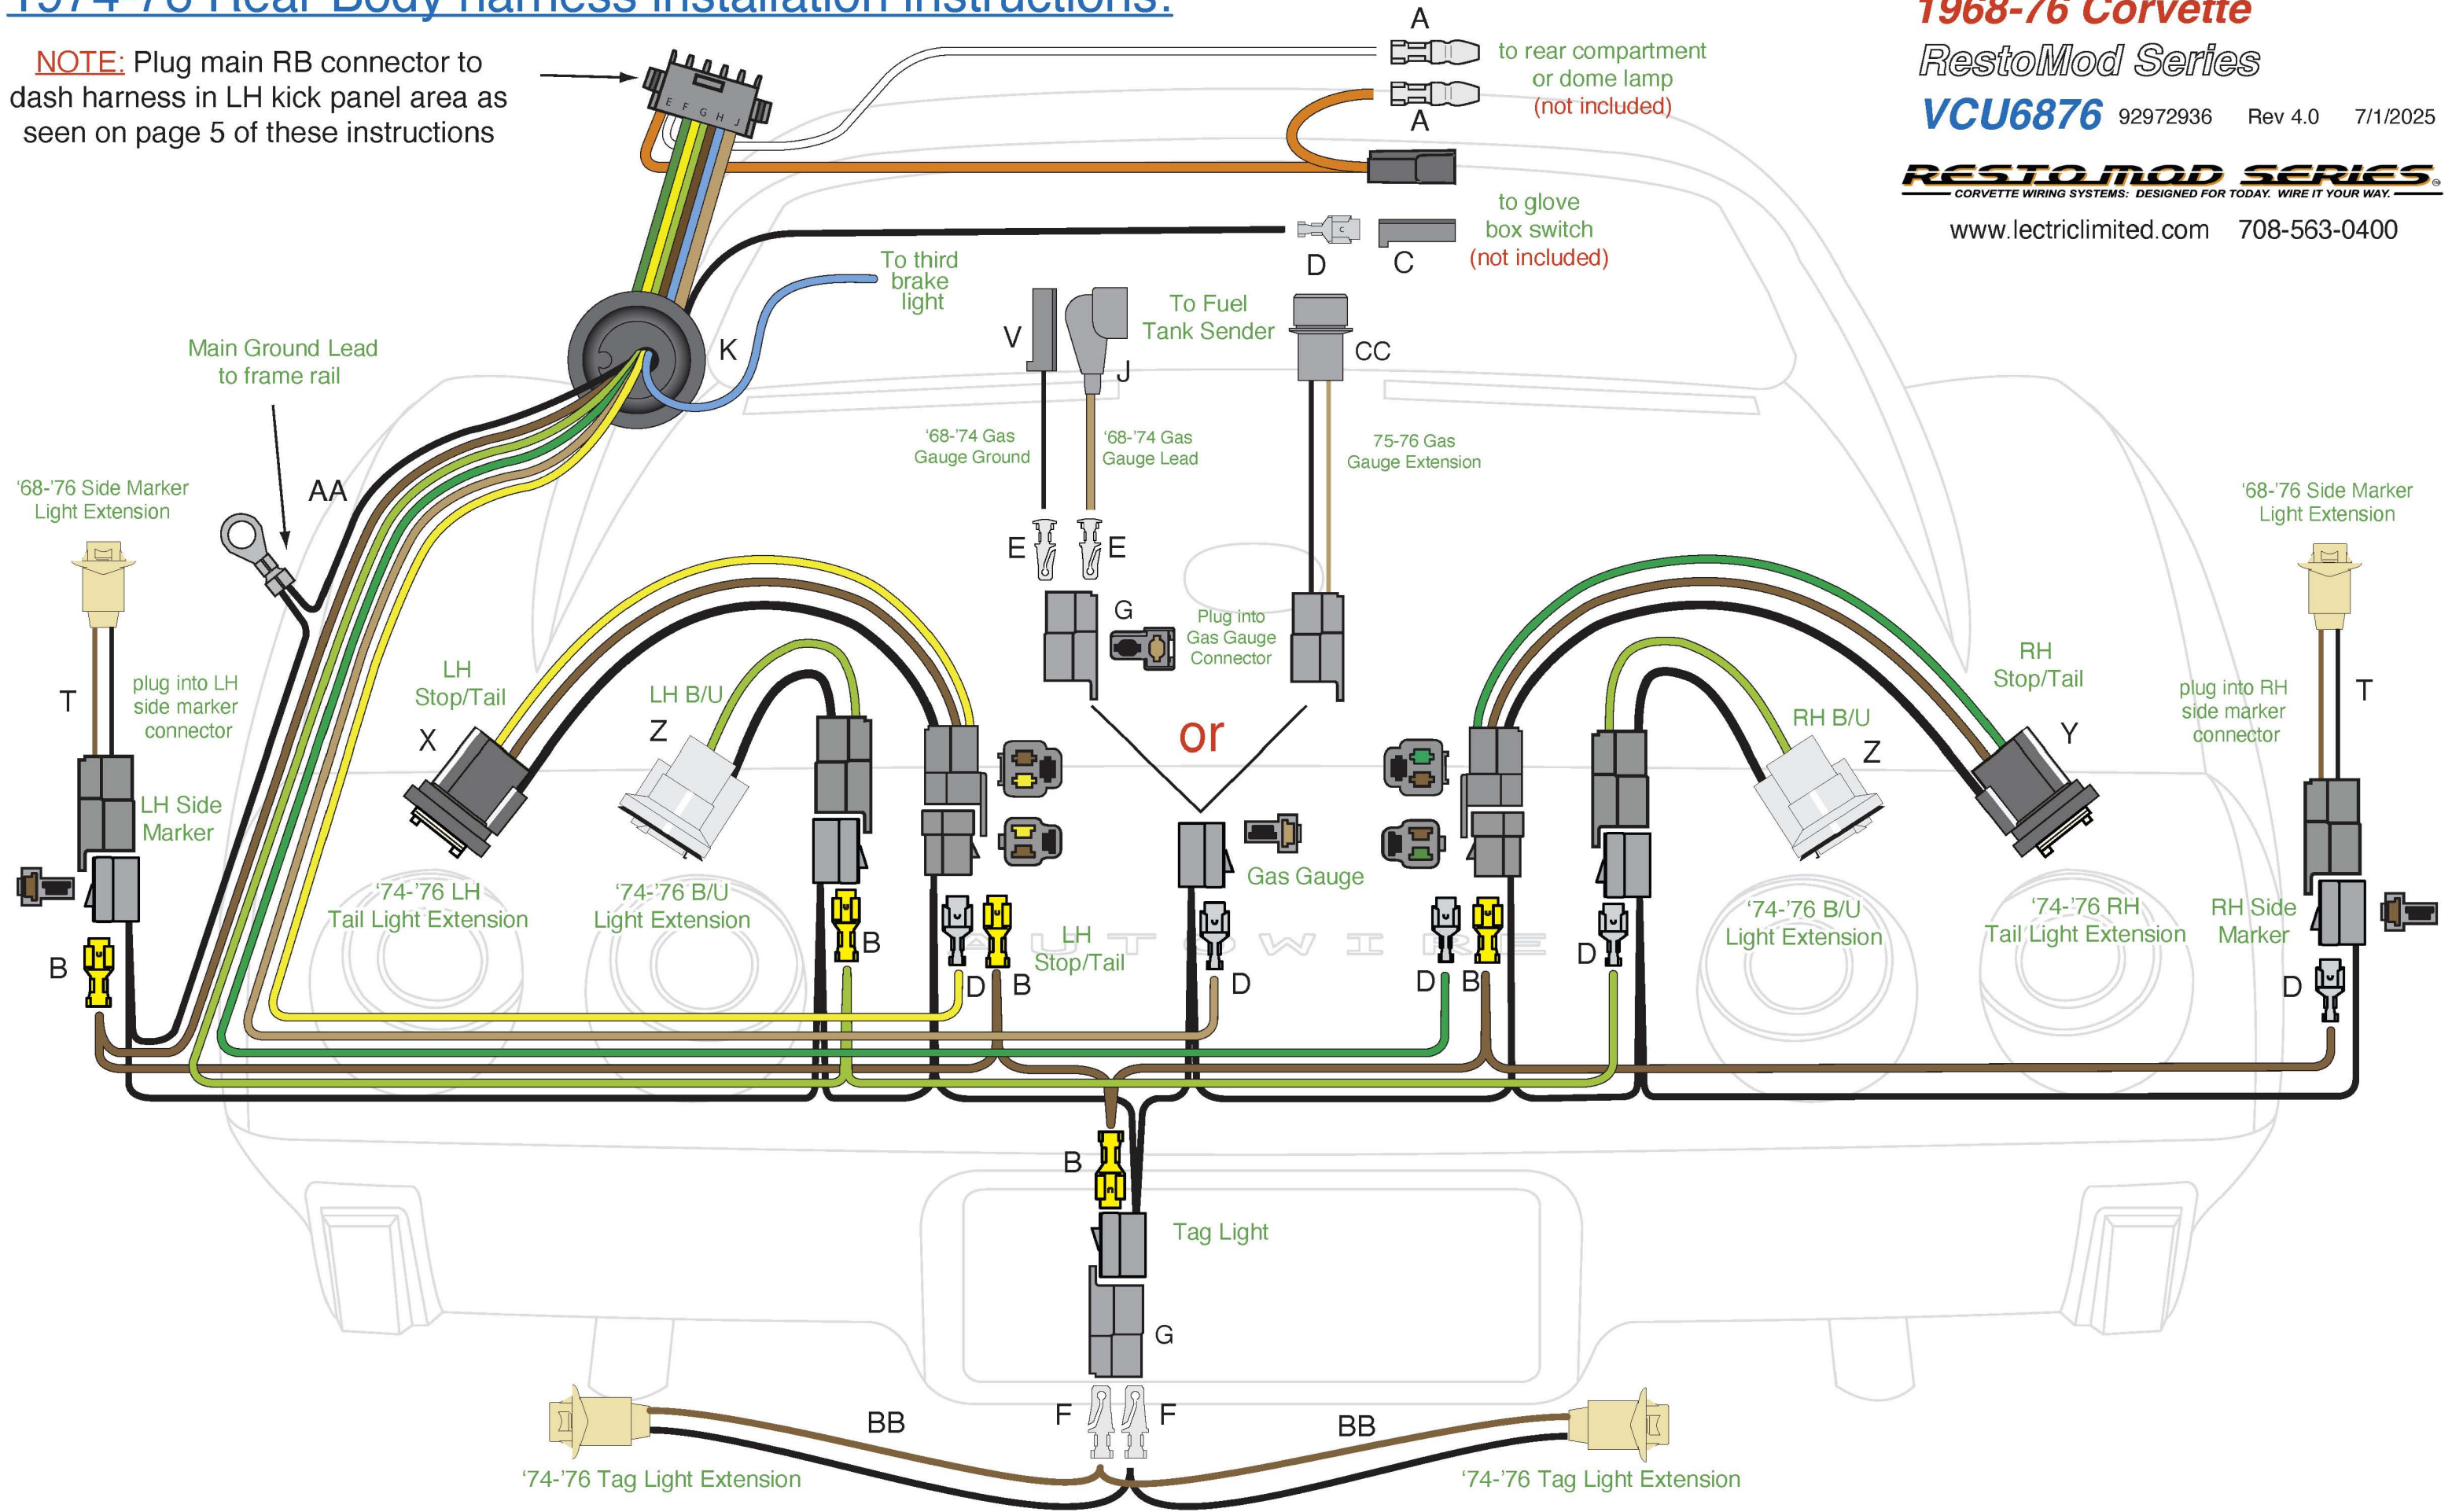 1974-76 Rear Body harness installation instructions:
NOTE: Plug main RB connector to
dash harness in LH kick panel area as
seen on page 5 of these instructions
1968-76 Corvette
RestoMod Series
VCU6876 92972936 Rev 4.0 7/1/2025
RESTO MOD SERIES
CORVETTE WIRING SYSTEMS: DESIGNED FOR TODAY. WIRE IT YOUR WAY.
www.lectriclimited.com 708-563-0400
A
to rear compartment
or dome lamp
(not included)
A
E F G H J
to glove
box switch
(not included)
C
D
C
To third
brake
light
K
V
J
To Fuel
Tank Sender
CC
Main Ground Lead
to frame rail
AA
'68-'74 Gas
Gauge Ground
'68-'74 Gas
Gauge Lead
75-76 Gas
Gauge Extension
'68-'76 Side Marker
Light Extension
'68-'76 Side Marker
Light Extension
E
E
G
Plug into
Gas Gauge
Connector
or
T
plug into LH
side marker
connector
LH
Stop/Tail
X
LH B/U
Z
RH B/U
Z
RH
Stop/Tail
Y
plug into RH
side marker
connector
T
LH Side
Marker
'74-'76 LH
Tail Light Extension
'74-'76 B/U
Light Extension
Gas Gauge
'74-'76 B/U
Light Extension
'74-'76 RH
Tail Light Extension
RH Side
Marker
B
B
D
B
LH
Stop/Tail
AUTOWIRE
D
D
B
D
D
B
Tag Light
G
F
F
BB
BB
'74-'76 Tag Light Extension
'74-'76 Tag Light Extension